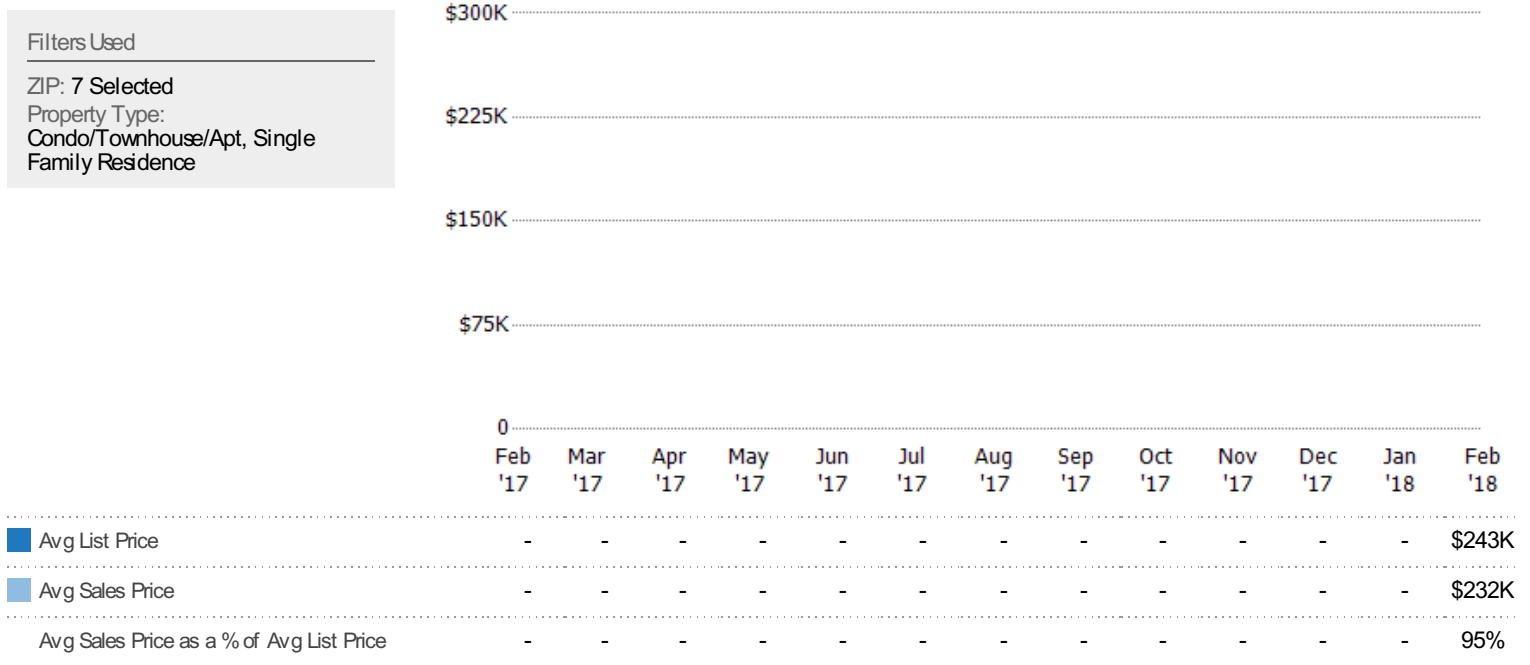 Filters Used
ZIP: 7 Selected
Property Type:
Condo/Townhouse/Apt, Single
Family Residence
$300K
$225K
$150K
$75K
0
Feb Mar Apr May Jun Jul Aug Sep Oct Nov Dec Jan Feb
'17 '17 '17 '17 '17 '17 '17 '17 '17 '17 '17 '18 '18
Avg List Price - - - - - - - - - - - - $243K
Avg Sales Price - - - - - - - - - - - - $232K
Avg Sales Price as a % of Avg List Price - - - - - - - - - - - - 95%